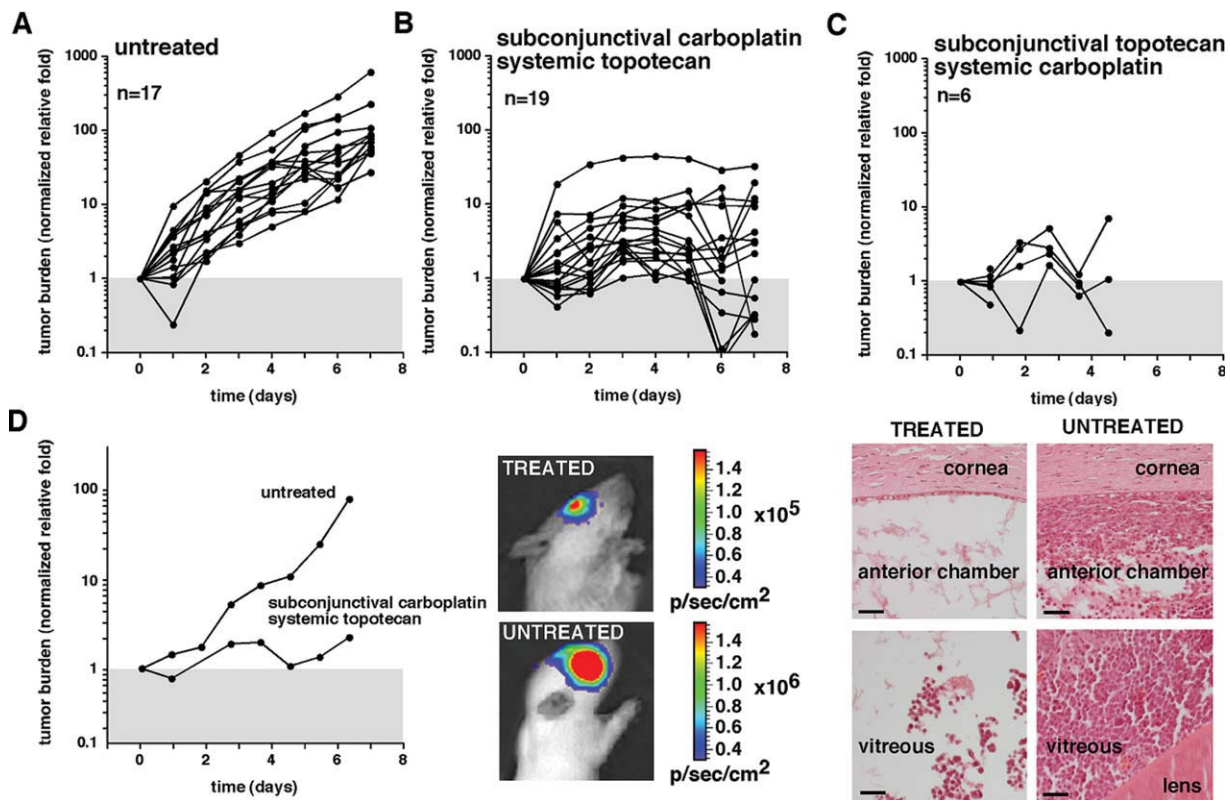 A
untreated
n=17
tumor burden (normalized relative fold)
1000
100
10
1
0.1
0 2 4 6 8
time (days)
B
subconjunctival carboplatin
systemic topotecan
n=19
tumor burden (normalized relative fold)
1000
100
10
1
0.1
0 2 4 6 8
time (days)
C
subconjunctival topotecan
systemic carboplatin
n=6
tumor burden (normalized relative fold)
1000
100
10
1
0.1
0 2 4 6 8
time (days)
D
tumor burden (normalized relative fold)
100
10
1
0.1
untreated
subconjunctival carboplatin
systemic topotecan
0 2 4 6 8
time (days)
TREATED
1.4
1.2
1.0
0.8
0.6
0.4
x10⁵
p/sec/cm²
UNTREATED
1.4
1.2
1.0
0.8
0.6
0.4
x10⁶
p/sec/cm²
TREATED
UNTREATED
cornea
anterior chamber
cornea
anterior chamber
vitreous
vitreous
lens